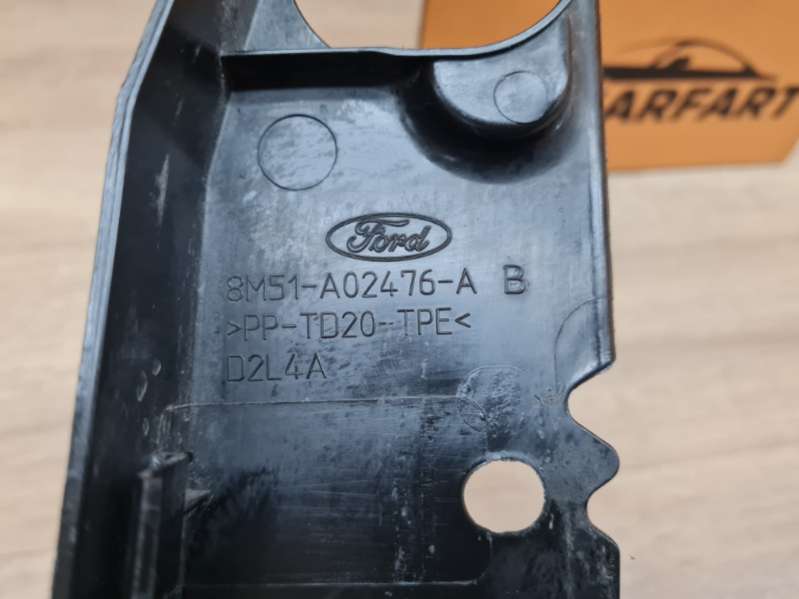 ARFART
Ford
8M51-A02476-A B
>PP-TD20-TPE<
D2L4A